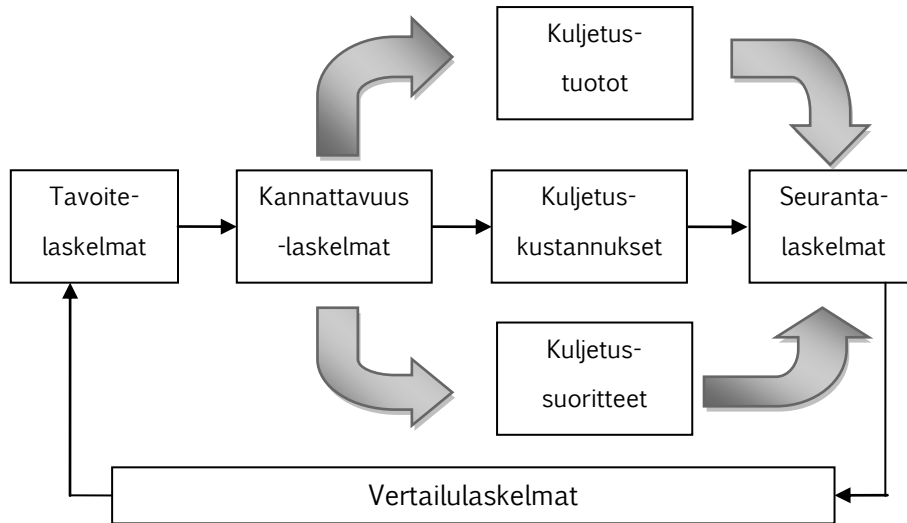 Kuljetus-
tuotot
Tavoite-
laskelmat
Kannattavuus
-laskelmat
Kuljetus-
kustannukset
Seuranta-
laskelmat
Kuljetus-
suoritteet
Vertailulaskelmat